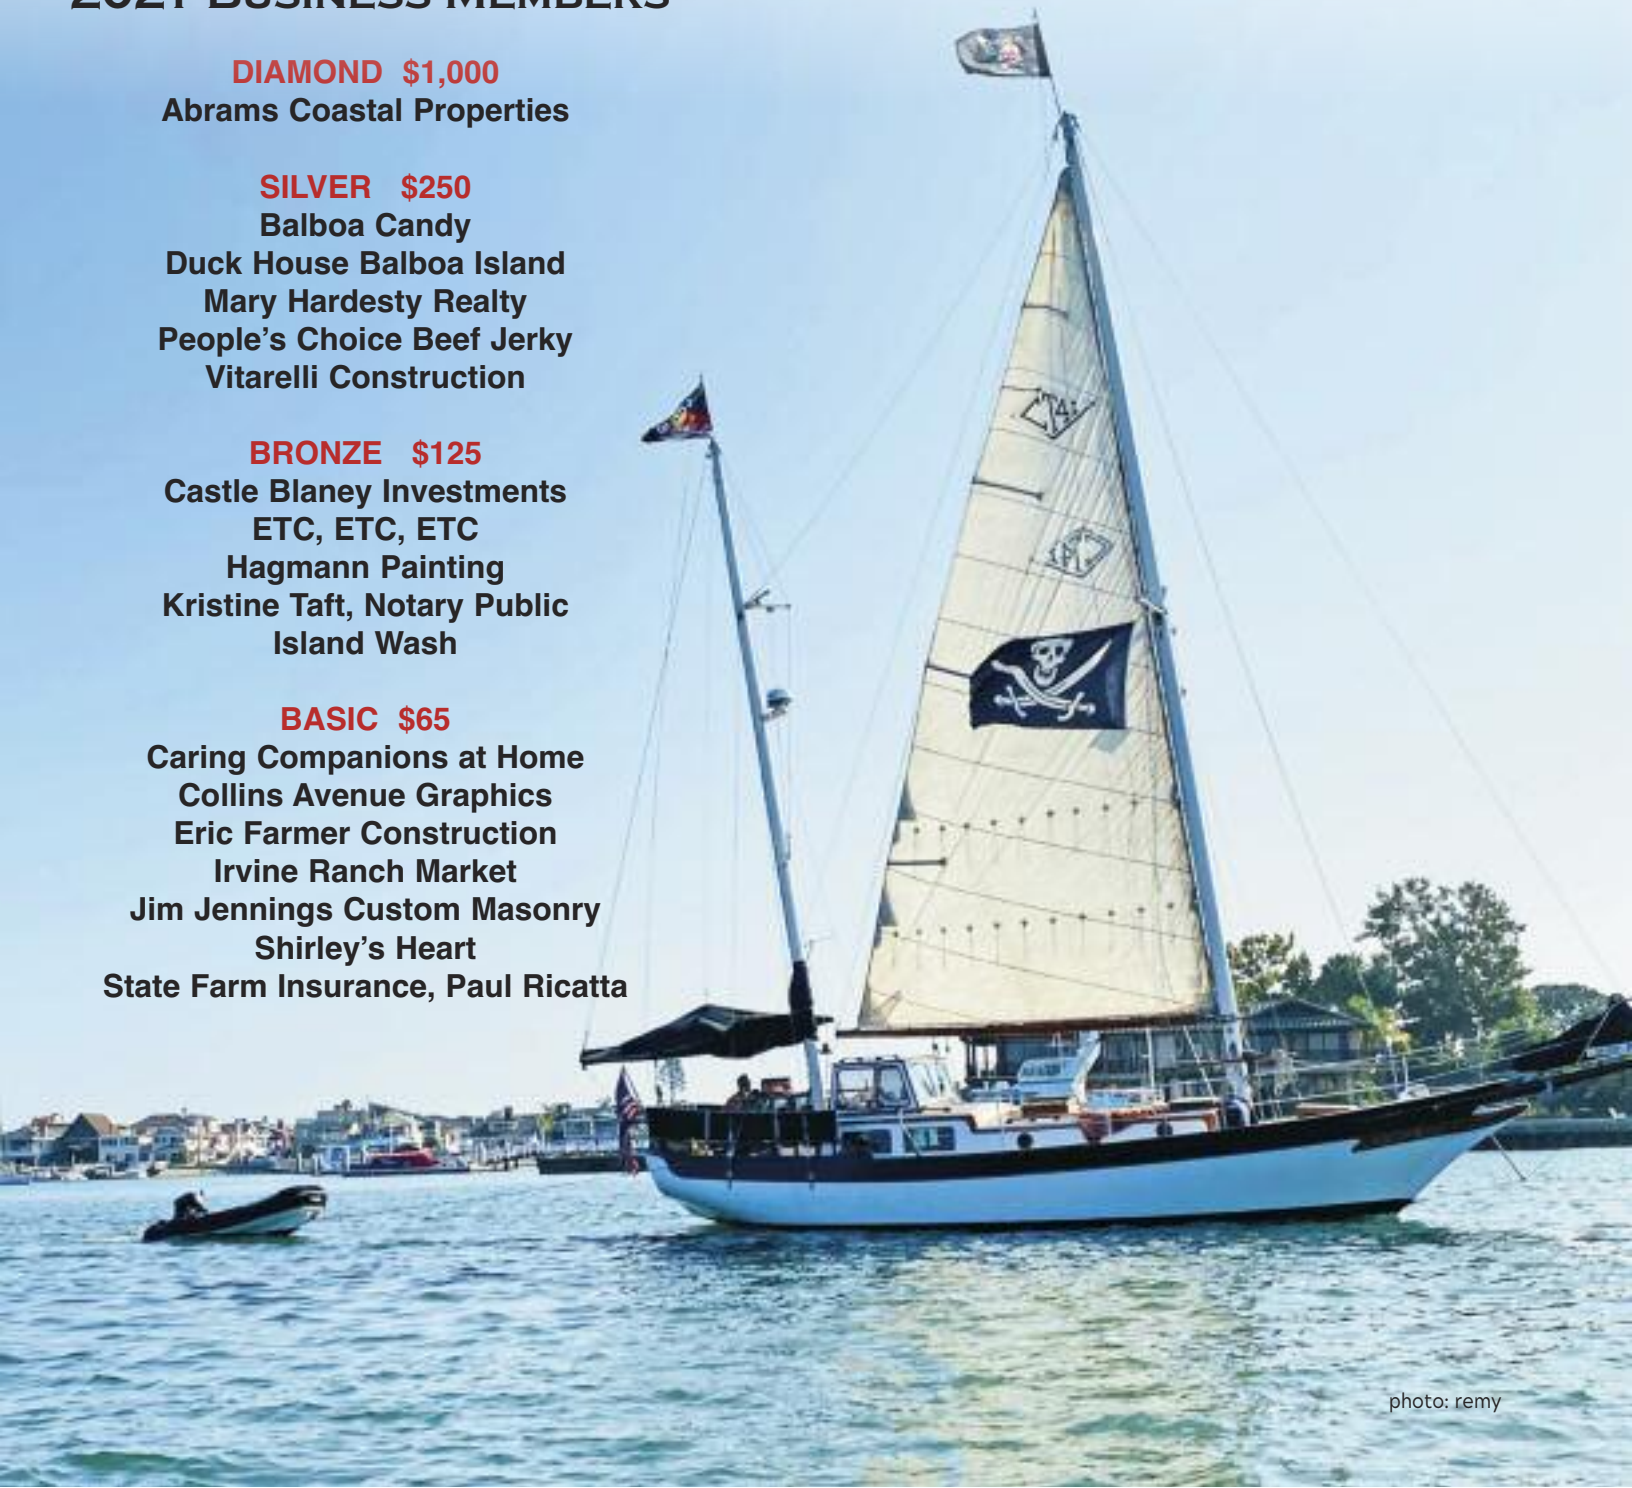 2021 BUSINESS MEMBERS
DIAMOND $1,000
Abrams Coastal Properties
SILVER $250
Balboa Candy
Duck House Balboa Island
Mary Hardesty Realty
People’s Choice Beef Jerky
Vitarelli Construction
BRONZE $125
Castle Blaney Investments
ETC, ETC, ETC
Hagmann Painting
Kristine Taft, Notary Public
Island Wash
BASIC $65
Caring Companions at Home
Collins Avenue Graphics
Eric Farmer Construction
Irvine Ranch Market
Jim Jennings Custom Masonry
Shirley’s Heart
State Farm Insurance, Paul Ricatta
photo: remy